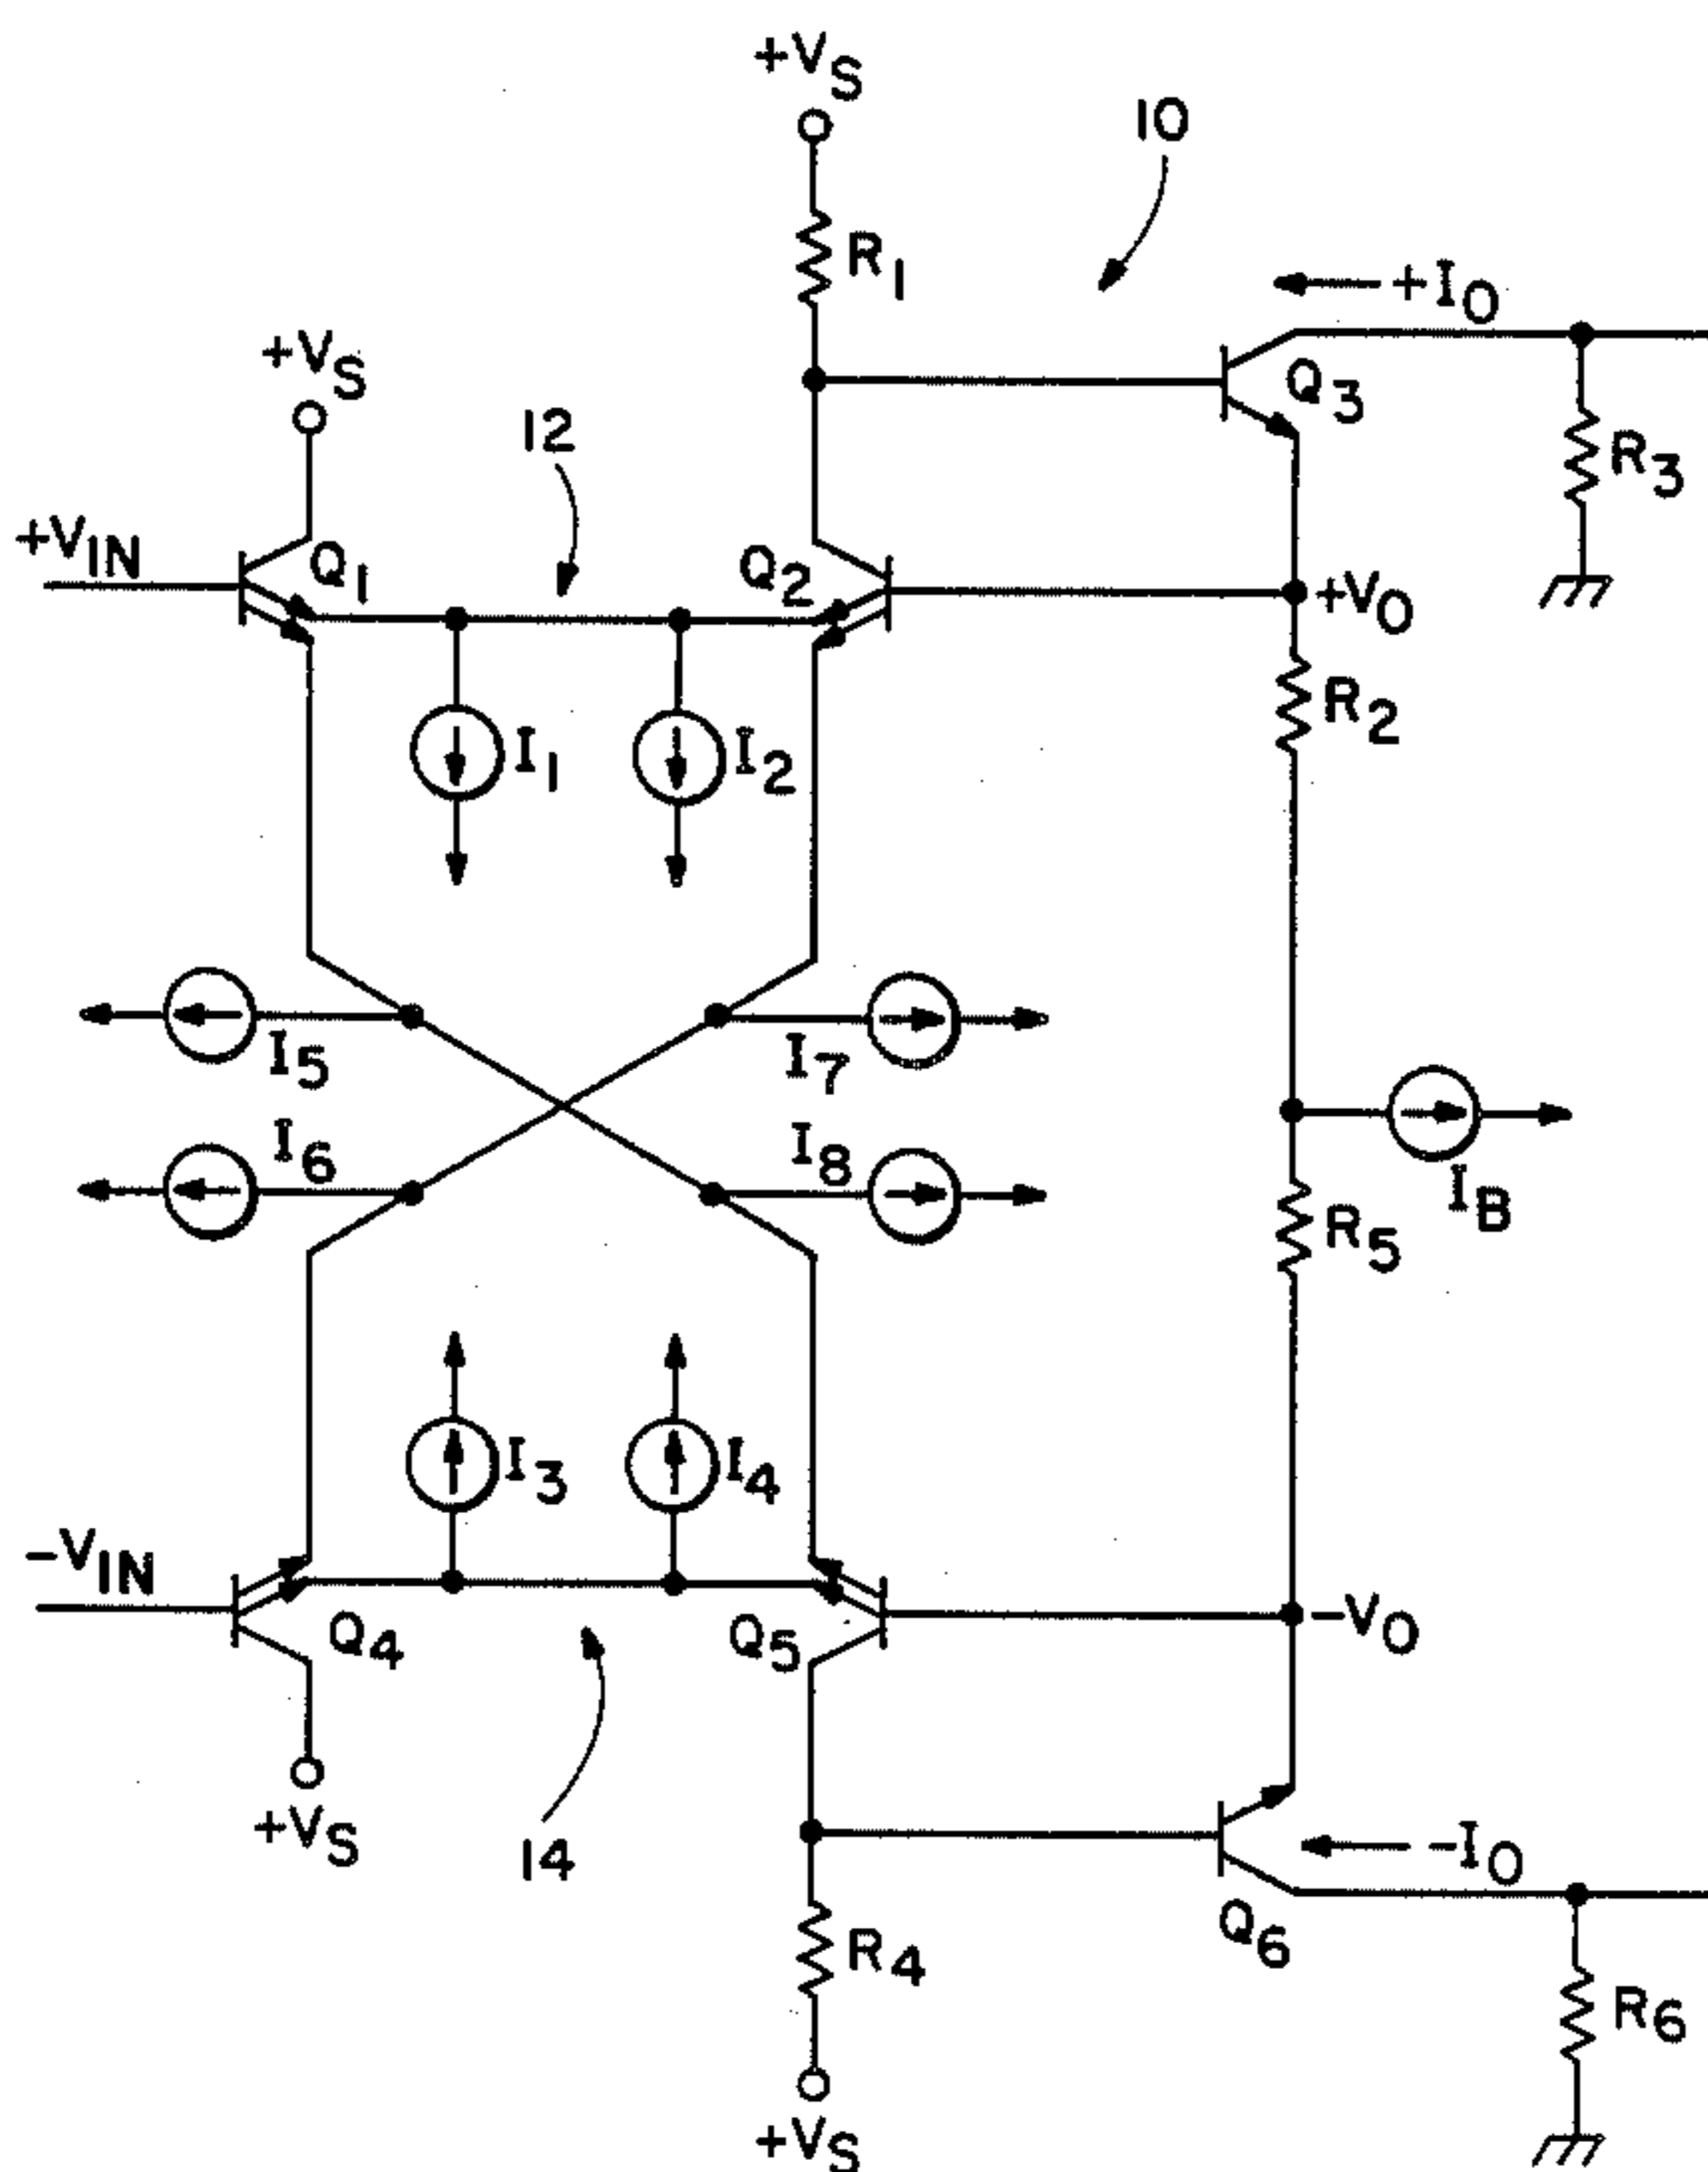 +VS
10
R1
+IO
+VS
Q3
12
R3
+VIN
Q1
Q2
+VO
R2
I1
I2
I5
I7
I6
I8
IB
R5
I3
I4
-VIN
-VO
Q4
Q5
+VS
14
-IO
Q6
R4
R6
+VS